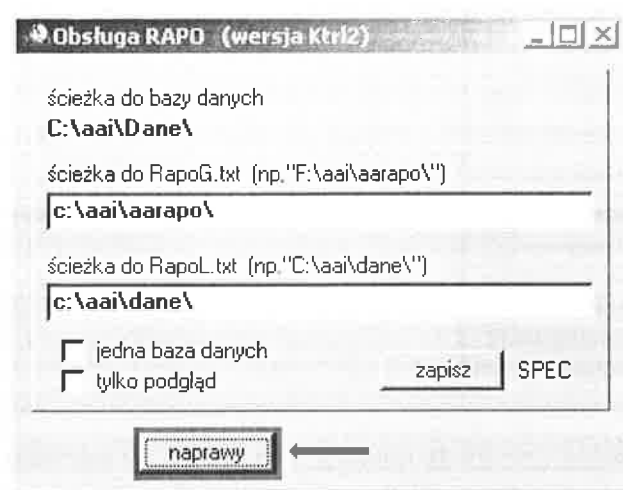 Obsługa RAPO (wersja Ktrl2)
ścieżka do bazy danych
C:\aai\Dane\
ścieżka do RapoG.txt (np."F:\aai\aarapo\")
c:\aai\aarapo\
ścieżka do RapoL.txt (np."C:\aai\dane\")
c:\aai\dane\
jedna baza danych
tylko podgląd
zapisz SPEC
naprawy